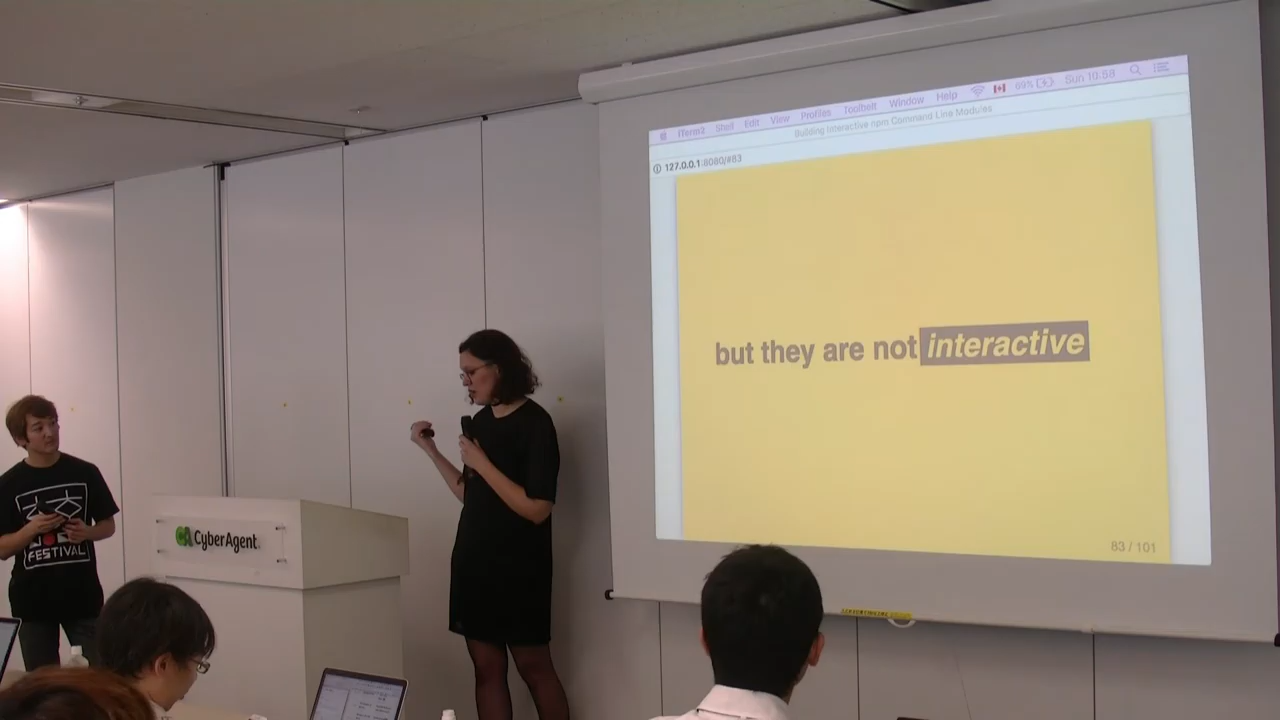 iTerm2 Shell Edit View Profiles Toolbelt Window Help 69% Sun 10:58
Building Interactive npm Command Line Modules
127.0.0.1:8080/#83
but they are not interactive
83 / 101
CyberAgent
FESTIVAL